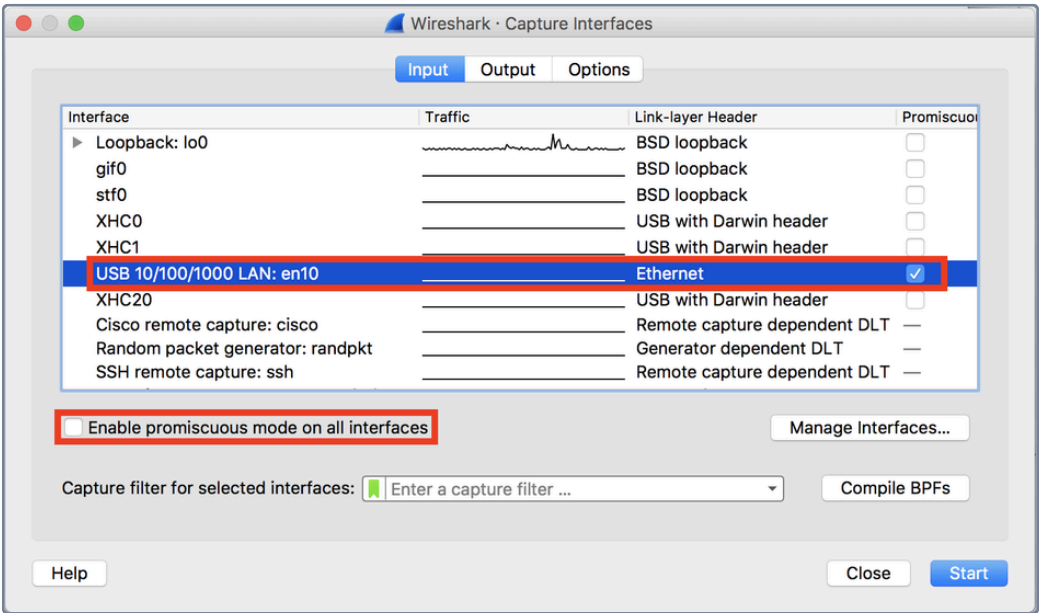 Wireshark · Capture Interfaces
Input Output Options
Interface Traffic Link-layer Header Promiscuou
Loopback: lo0 BSD loopback
gif0 BSD loopback
stf0 BSD loopback
XHC0 USB with Darwin header
XHC1 USB with Darwin header
USB 10/100/1000 LAN: en10 Ethernet
XHC20 USB with Darwin header
Cisco remote capture: cisco Remote capture dependent DLT —
Random packet generator: randpkt Generator dependent DLT —
SSH remote capture: ssh Remote capture dependent DLT —
Enable promiscuous mode on all interfaces Manage Interfaces...
Capture filter for selected interfaces: Enter a capture filter ... Compile BPFs
Help Close Start